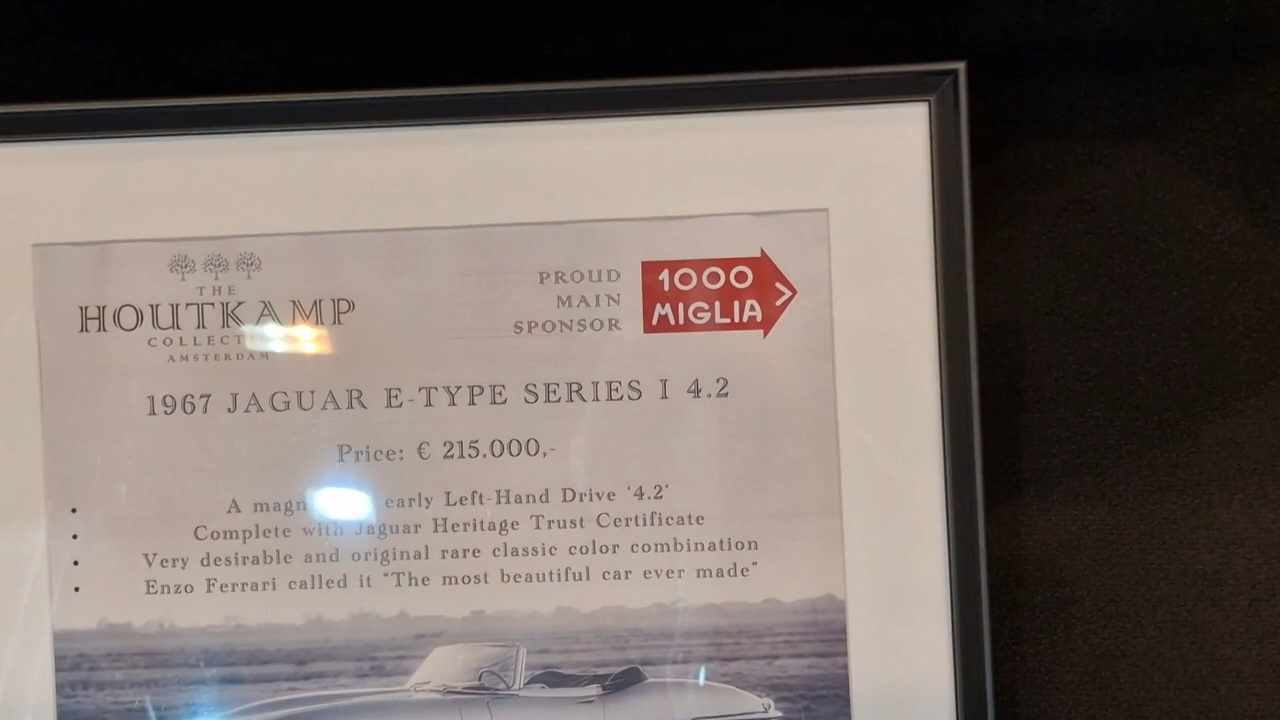 THE
HOUTKAMP
COLLECT
AMSTERDAM
PROUD
MAIN
SPONSOR
1000
MIGLIA
1967 JAGUAR E-TYPE SERIES I 4.2
Price: € 215.000,-
• A magn early Left-Hand Drive '4.2'
• Complete with Jaguar Heritage Trust Certificate
• Very desirable and original rare classic color combination
• Enzo Ferrari called it "The most beautiful car ever made"